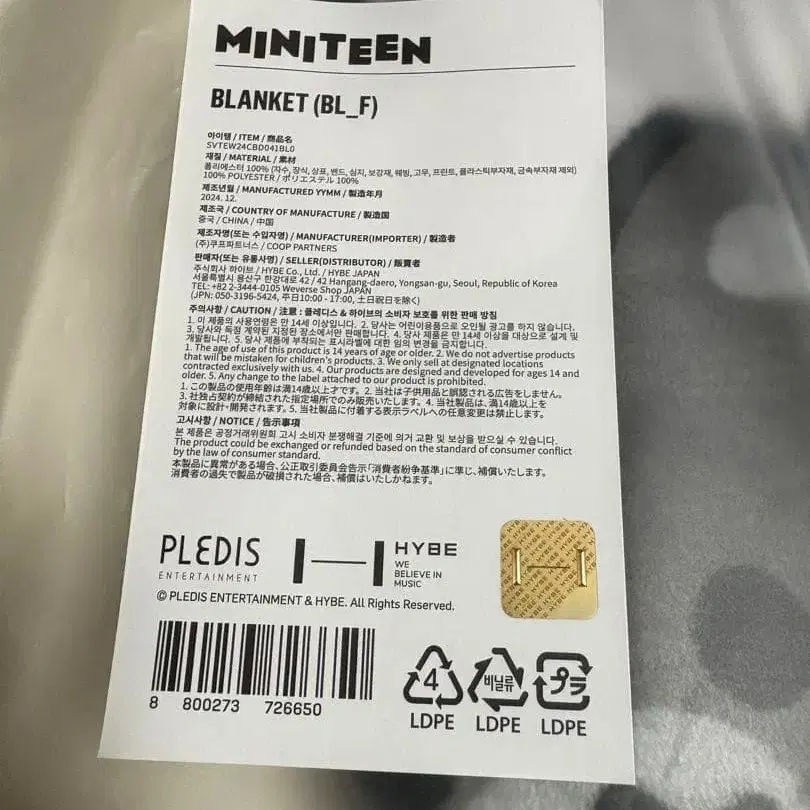 MINITEEN
BLANKET (BL_F)
아이템 / ITEM / 商品名
SVTEW24CBD041BL0
재질 / MATERIAL / 素材
폴리에스터 100% (자수, 장식, 상표, 밴드, 심지, 보강재, 웨빙, 고무, 프린트, 플라스틱부자재, 금속부자재 제외)
100% POLYESTER / ポリエステル 100%
제조년월 / MANUFACTURED YYMM / 製造年月
2024. 12.
제조국 / COUNTRY OF MANUFACTURE / 製造国
중국 / CHINA / 中国
제조자명(또는 수입자명) / MANUFACTURER(IMPORTER) / 製造者
(주)쿠프파트너스 / COOP PARTNERS
판매자(또는 유통사명) / SELLER(DISTRIBUTOR) / 販賣者
주식회사 하이브 / HYBE Co., Ltd. / HYBE JAPAN
서울특별시 용산구 한강대로 42 / 42 Hangang-daero, Yongsan-gu, Seoul, Republic of Korea
TEL: +82 2-3444-0105 Weverse Shop JAPAN
(JPN: 050-3196-5424, 平日10:00 - 17:00, 土日祝日を除く)
주의사항 / CAUTION / 注意 : 플레디스 & 하이브의 소비자 보호를 위한 판매 방침
1. 이 제품의 사용연령은 만 14세 이상입니다. 2. 당사는 어린이용품으로 오인될 광고를 하지 않습니다.
3. 당사와 독점 계약된 지정된 장소에서만 판매합니다. 4. 당사 제품은 만 14세 이상을 대상으로 설계 및
개발됩니다. 5. 당사 제품에 부착되는 표시라벨에 대한 임의 변경을 금지합니다.
1. The age of use of this product is 14 years of age or older. 2. We do not advertise products
that will be mistaken for children's products. 3. We only sell at designated locations
contracted exclusively with us. 4. Our products are designed and developed for ages 14 and
older. 5. Any change to the label attached to our product is prohibited.
1. この製品の使用年齢は満14歳以上才です。2. 当社は子供用品と誤認される広告をしません。
3. 社独占契約が締結された指定場所でのみ販売いたします。4. 当社製品は、満14歳以上を
対象に設計・開発されます。5. 当社製品に付着する表示ラベルへの任意変更は禁止します。
고시사항 / NOTICE / 告示事項
본 제품은 공정거래위원회 고시 소비자 분쟁해결 기준에 의거 교환 및 보상을 받으실 수 있습니다.
The product could be exchanged or refunded based on the standard of consumer conflict
by the law of consumer standard.
本製品に異常がある場合、公正取引委員会告示「消費者紛争基準」に準じ、補償いたします。
消費者の過失で製品が破損された場合、補償はいたしかねます。
PLEDIS
ENTERTAINMENT
HYBE
WE
BELIEVE IN
MUSIC
© PLEDIS ENTERTAINMENT & HYBE. All Rights Reserved.
8 800273 726650
4
LDPE
비닐류
LDPE
プラ
LDPE